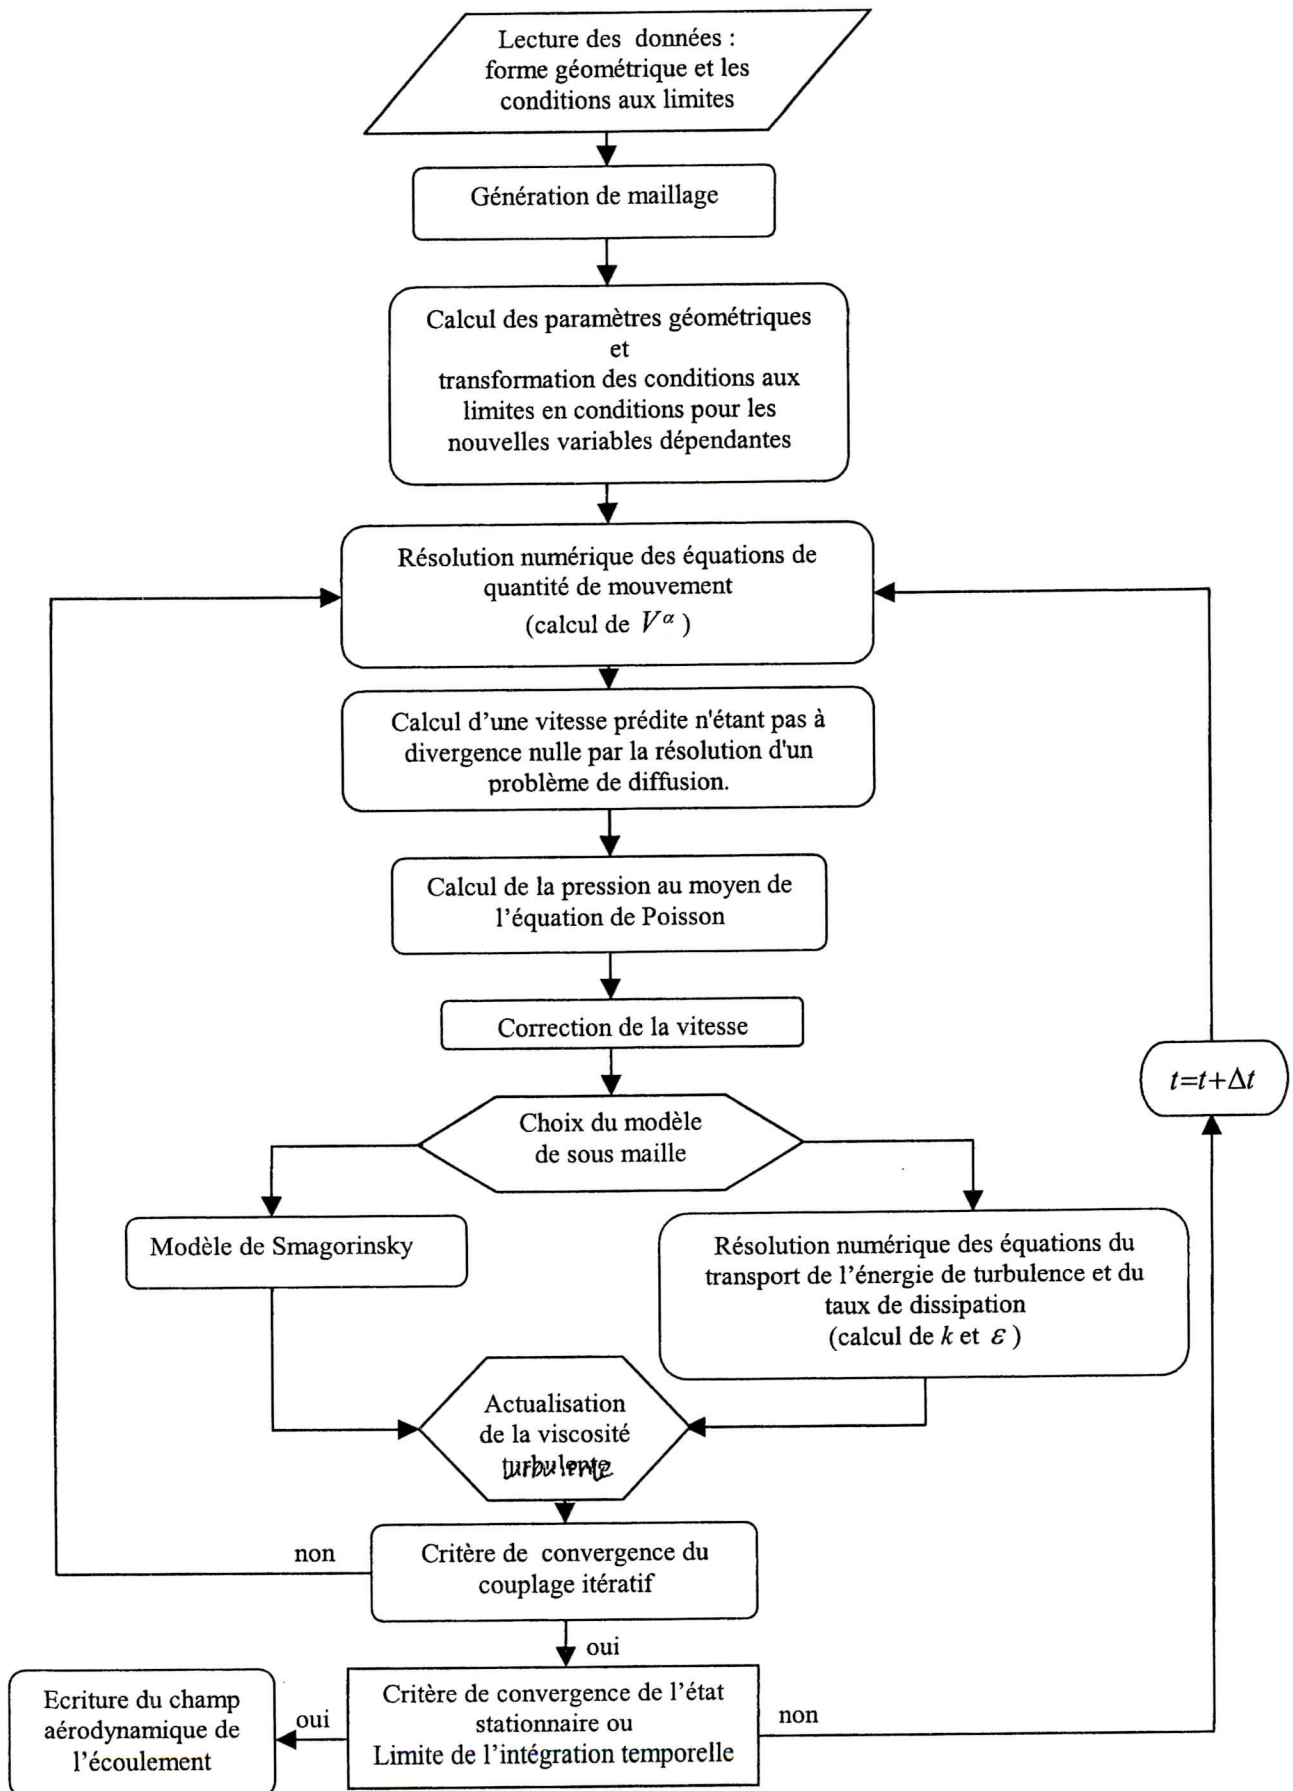 Lecture des données :
forme géométrique et les
conditions aux limites
Génération de maillage
Calcul des paramètres géométriques
et
transformation des conditions aux
limites en conditions pour les
nouvelles variables dépendantes
Résolution numérique des équations de
quantité de mouvement
(calcul de V^α )
Calcul d'une vitesse prédite n'étant pas à
divergence nulle par la résolution d'un
problème de diffusion.
Calcul de la pression au moyen de
l'équation de Poisson
Correction de la vitesse
t=t+Δt
Choix du modèle
de sous maille
Modèle de Smagorinsky
Résolution numérique des équations du
transport de l'énergie de turbulence et du
taux de dissipation
(calcul de k et ε )
Actualisation
de la viscosité
turbulente
non
Critère de convergence du
couplage itératif
oui
Critère de convergence de l'état
stationnaire ou
Limite de l'intégration temporelle
non
oui
Ecriture du champ
aérodynamique de
l'écoulement